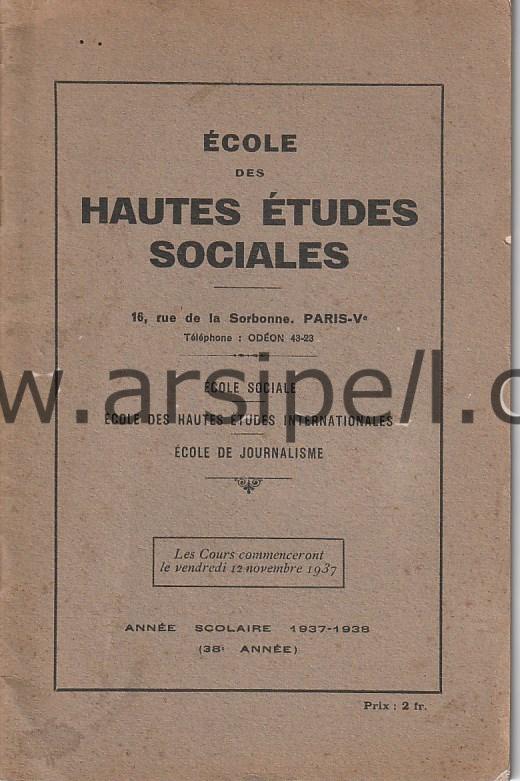 ÉCOLE
DES
HAUTES ÉTUDES
SOCIALES
16, rue de la Sorbonne. PARIS-Vᵉ
Téléphone : ODÉON 43-23
ÉCOLE SOCIALE
w.arsipell.c
ÉCOLE DES HAUTES ÉTUDES INTERNATIONALES
ÉCOLE DE JOURNALISME
Les Cours commenceront
le vendredi 12 novembre 1937
ANNÉE SCOLAIRE 1937-1938
(38ᵉ ANNÉE)
Prix : 2 fr.